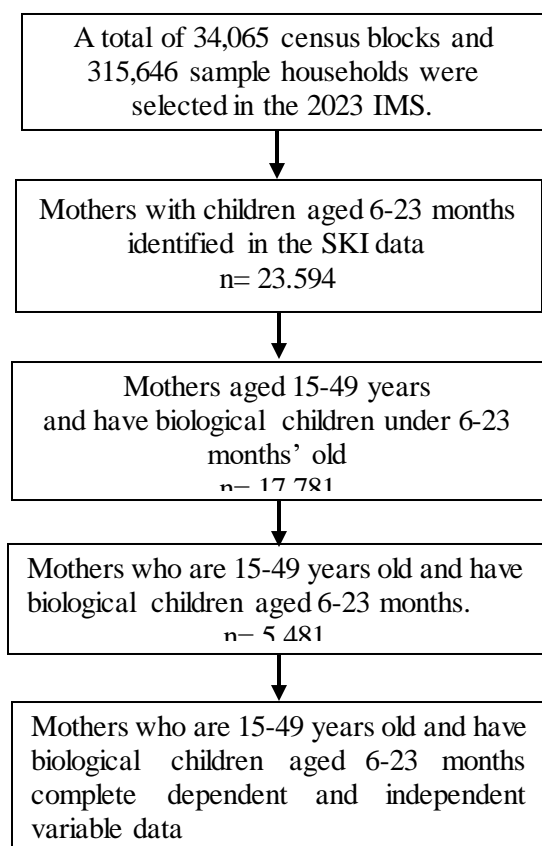 A total of 34,065 census blocks and
315,646 sample households were
selected in the 2023 IMS.
Mothers with children aged 6-23 months
identified in the SKI data
n= 23.594
Mothers aged 15-49 years
and have biological children under 6-23
months’ old
n= 17.781
Mothers who are 15-49 years old and have
biological children aged 6-23 months.
n= 5.481
Mothers who are 15-49 years old and have
biological children aged 6-23 months
complete dependent and independent
variable data